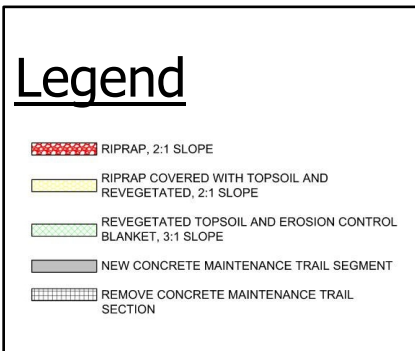 Legend
RIPRAP, 2:1 SLOPE
RIPRAP COVERED WITH TOPSOIL AND
REVEGETATED, 2:1 SLOPE
REVEGETATED TOPSOIL AND EROSION CONTROL
BLANKET, 3:1 SLOPE
NEW CONCRETE MAINTENANCE TRAIL SEGMENT
REMOVE CONCRETE MAINTENANCE TRAIL
SECTION